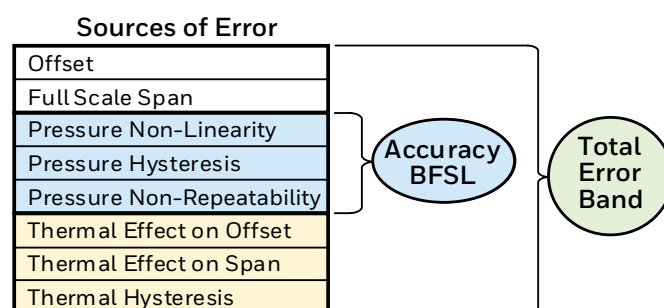 Sources of Error
Offset
Full Scale Span
Pressure Non-Linearity
Pressure Hysteresis
Pressure Non-Repeatability
Thermal Effect on Offset
Thermal Effect on Span
Thermal Hysteresis
Accuracy
BFSL
Total
Error
Band